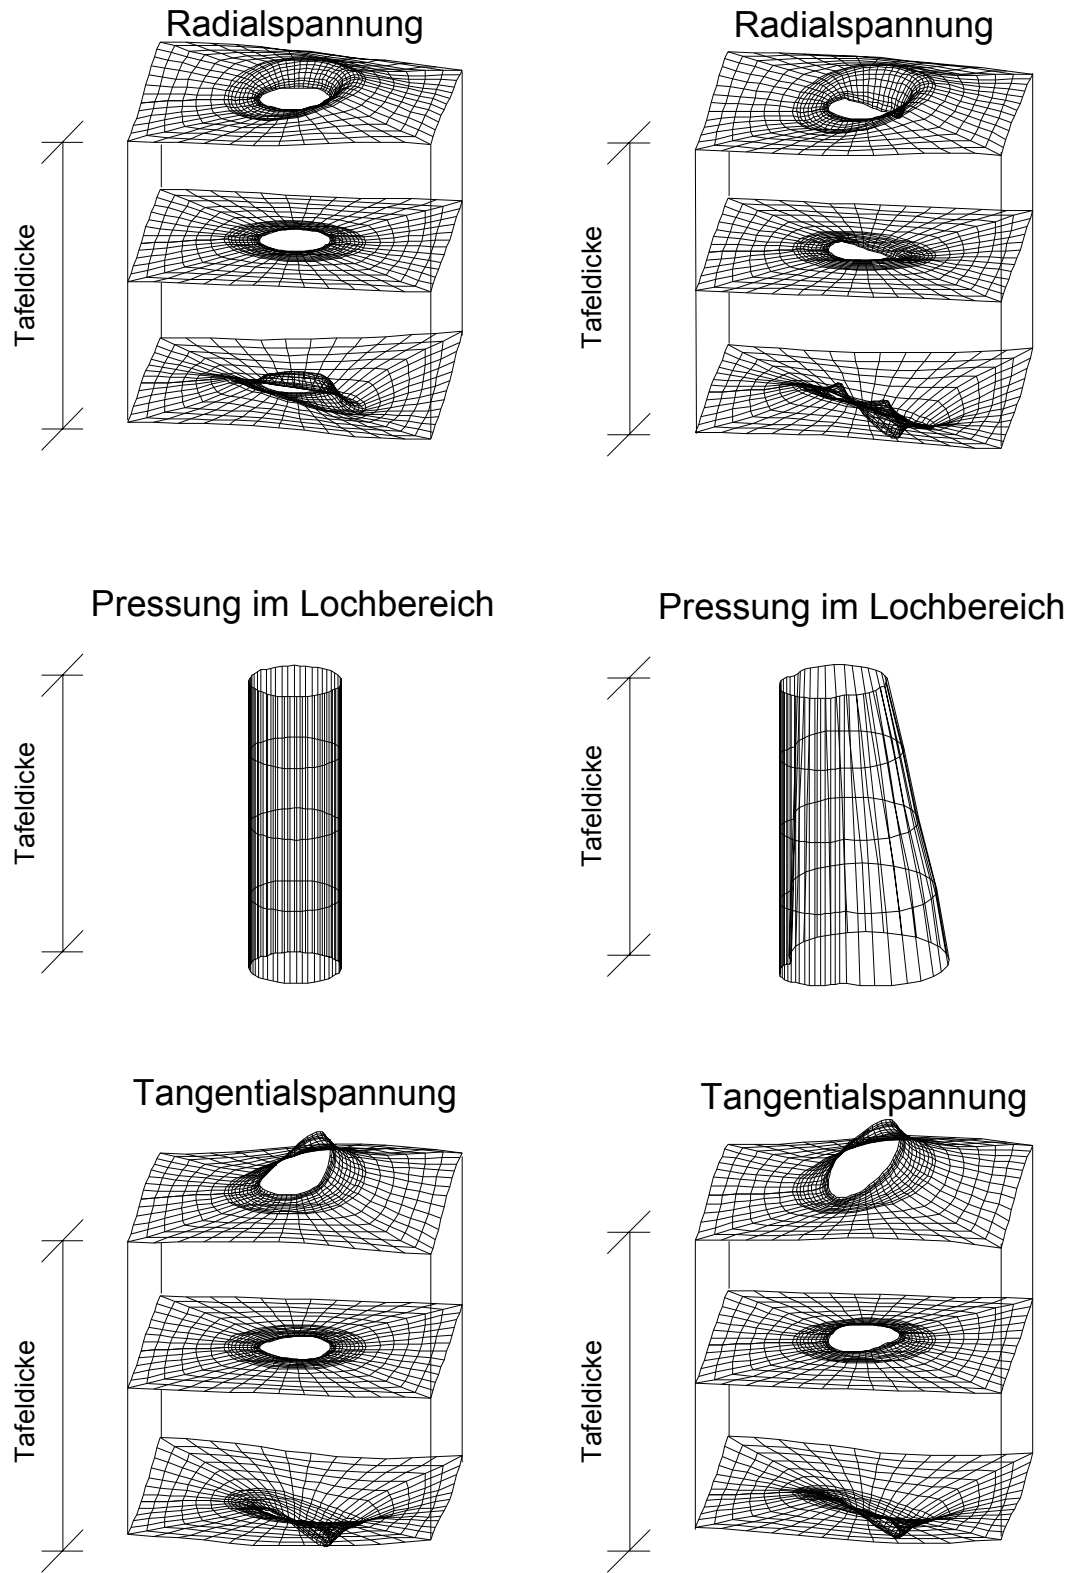 Radialspannung
Radialspannung
Tafeldicke
Tafeldicke
Pressung im Lochbereich
Pressung im Lochbereich
Tafeldicke
Tafeldicke
Tangentialspannung
Tangentialspannung
Tafeldicke
Tafeldicke